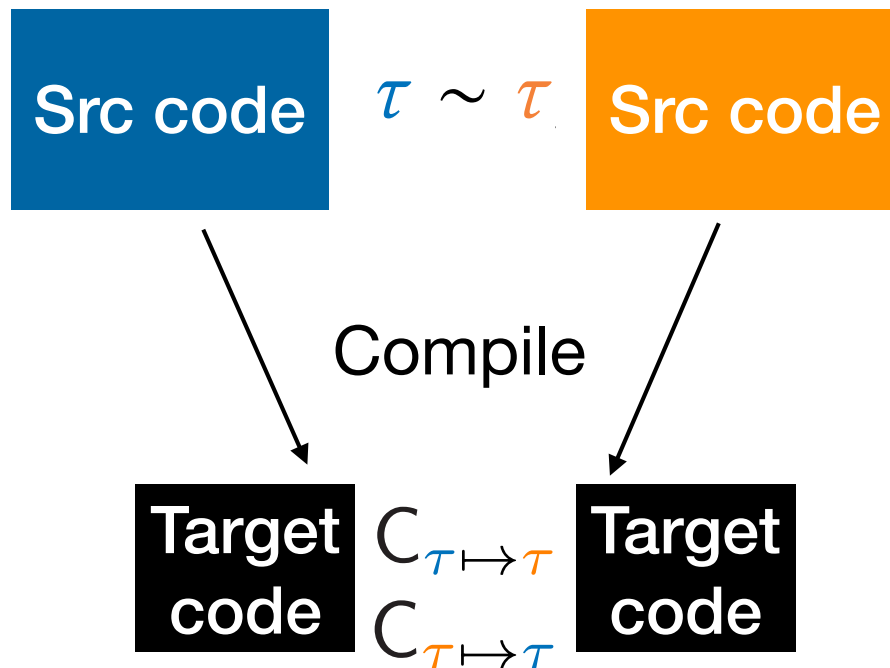 Src code
τ ~ τ
Src code
Compile
Target
code
C τ↦τ
C τ↦τ
Target
code